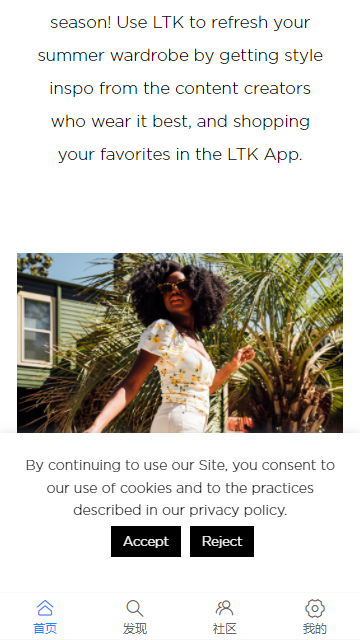 season! Use LTK to refresh your
summer wardrobe by getting style
inspo from the content creators
who wear it best, and shopping
your favorites in the LTK App.
By continuing to use our Site, you consent to
our use of cookies and to the practices
described in our privacy policy.
Accept Reject
首页 发现 社区 我的